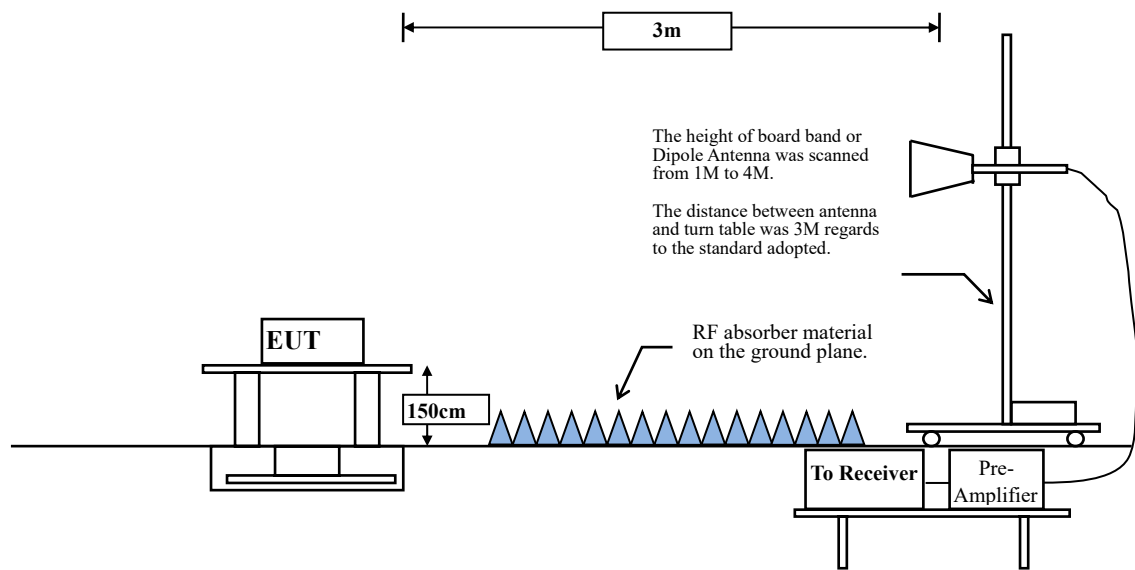 3m
The height of board band or
Dipole Antenna was scanned
from 1M to 4M.
The distance between antenna
and turn table was 3M regards
to the standard adopted.
EUT
RF absorber material
on the ground plane.
150cm
To Receiver
Pre-
Amplifier